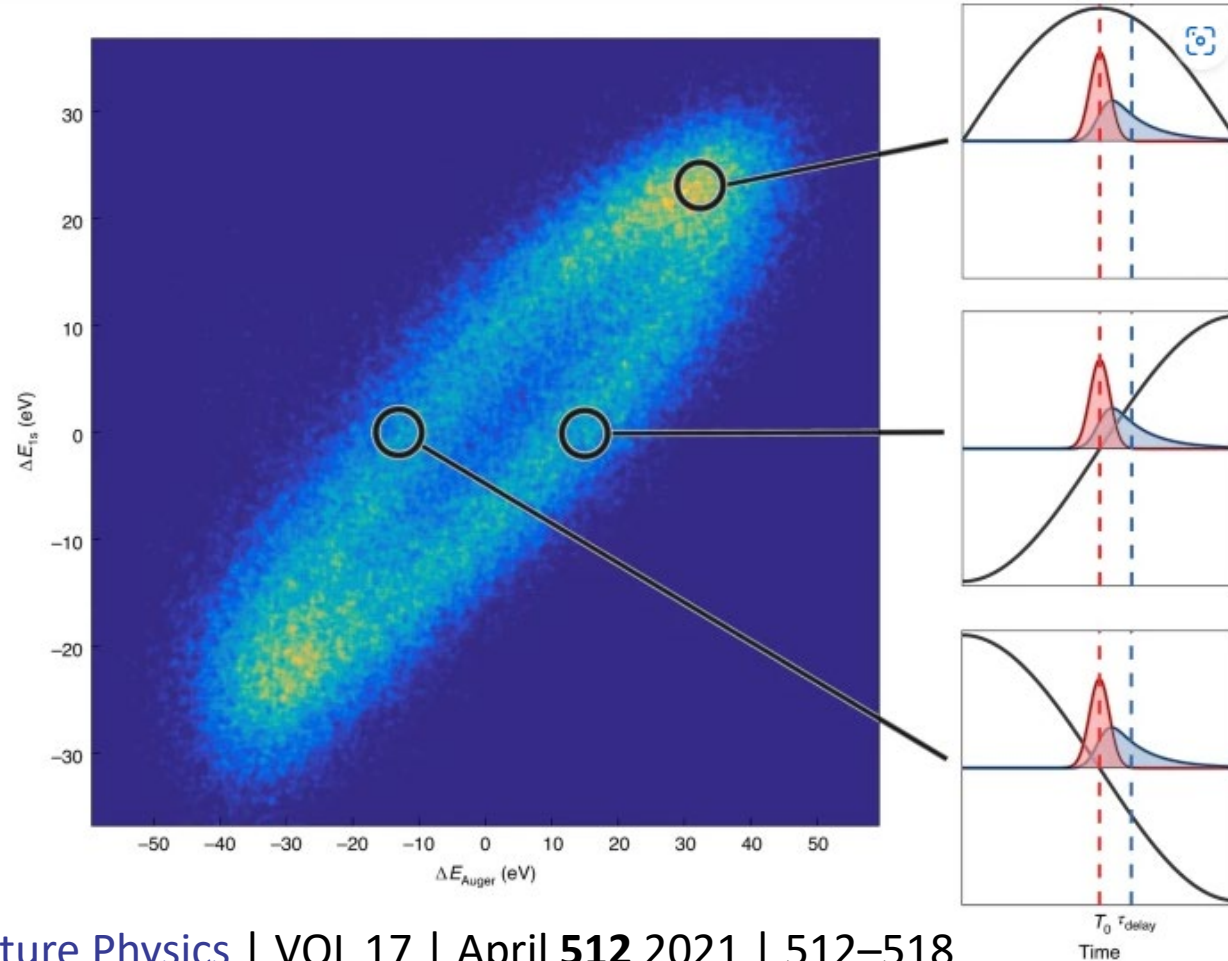 30
20
10
0
−10
−20
−30
ΔE1s (eV)
−50 −40 −30 −20 −10 0 10 20 30 40 50
ΔEAuger (eV)
T0 τdelay
Time
ture Physics | VOL 17 | April 512 2021 | 512–518